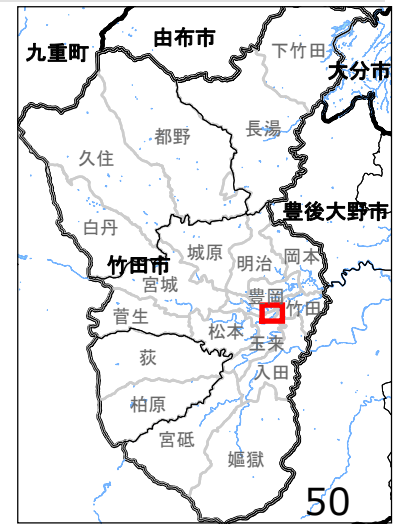 由布市
九重町
下竹田
大分市
長湯
都野
久住
豊後大野市
白丹
城原
岡本
明治
竹田市
宮城
豊岡
竹田
菅生
松本
玉来
荻
入田
柏原
宮砥
嫗獄
50